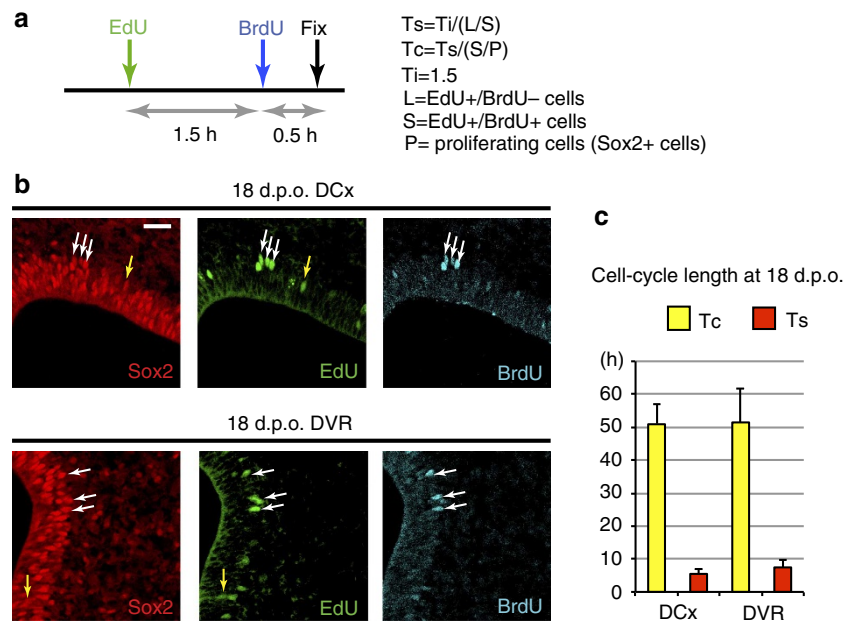 a
EdU BrdU Fix
1.5 h 0.5 h
Ts=Ti/(L/S)
Tc=Ts/(S/P)
Ti=1.5
L=EdU+/BrdU– cells
S=EdU+/BrdU+ cells
P= proliferating cells (Sox2+ cells)
b
18 d.p.o. DCx
Sox2 EdU BrdU
18 d.p.o. DVR
Sox2 EdU BrdU
c
Cell-cycle length at 18 d.p.o.
Tc Ts
(h)
60
50
40
30
20
10
0
DCx DVR